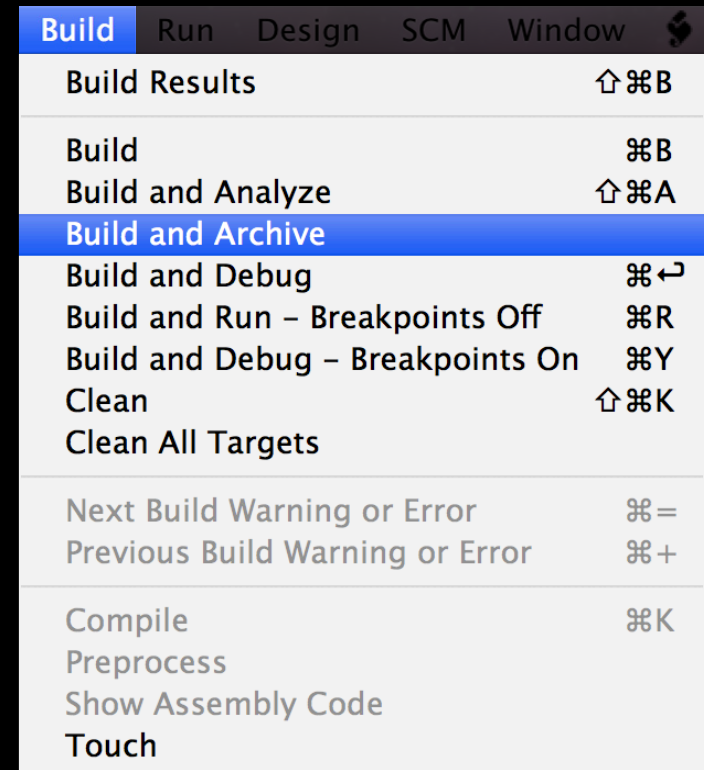 Build Run Design SCM Window
Build Results ⇧⌘B
Build ⌘B
Build and Analyze ⇧⌘A
Build and Archive
Build and Debug ⌘↩
Build and Run – Breakpoints Off ⌘R
Build and Debug – Breakpoints On ⌘Y
Clean ⇧⌘K
Clean All Targets
Next Build Warning or Error ⌘=
Previous Build Warning or Error ⌘+
Compile ⌘K
Preprocess
Show Assembly Code
Touch